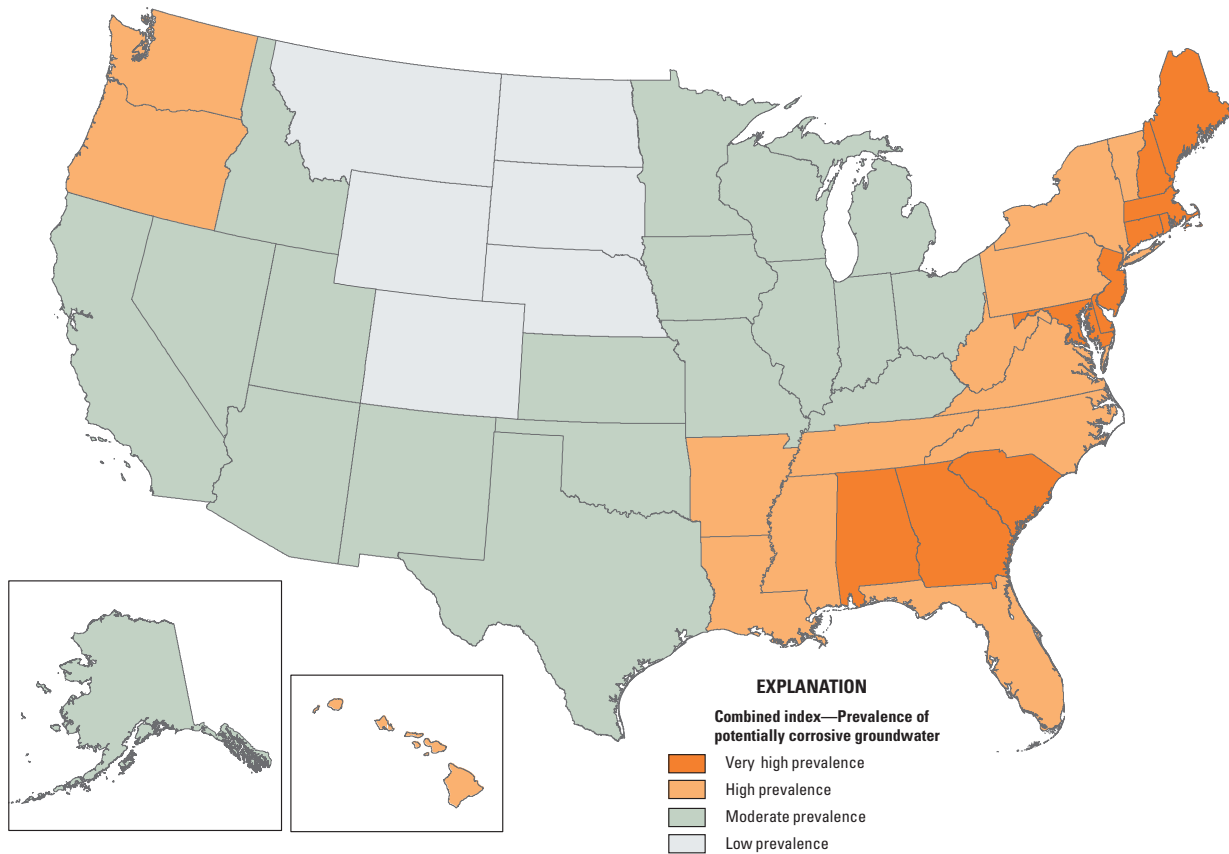 EXPLANATION
Combined index—Prevalence of
potentially corrosive groundwater
Very high prevalence
High prevalence
Moderate prevalence
Low prevalence